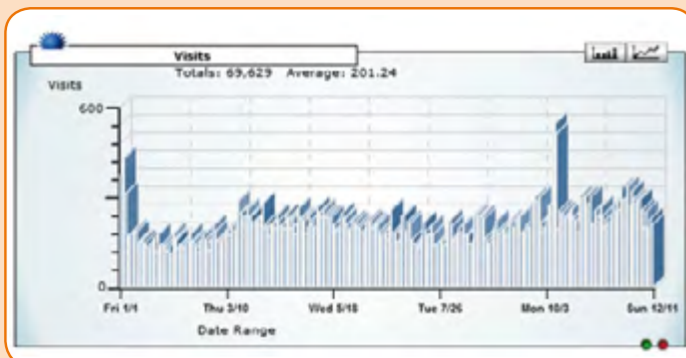 Visits
Totals: 69,629 Average: 201.24
Visits
600
0
Fri 1/1 Thu 3/10 Wed 5/18 Tue 7/26 Mon 10/3 Sun 12/11
Date Range